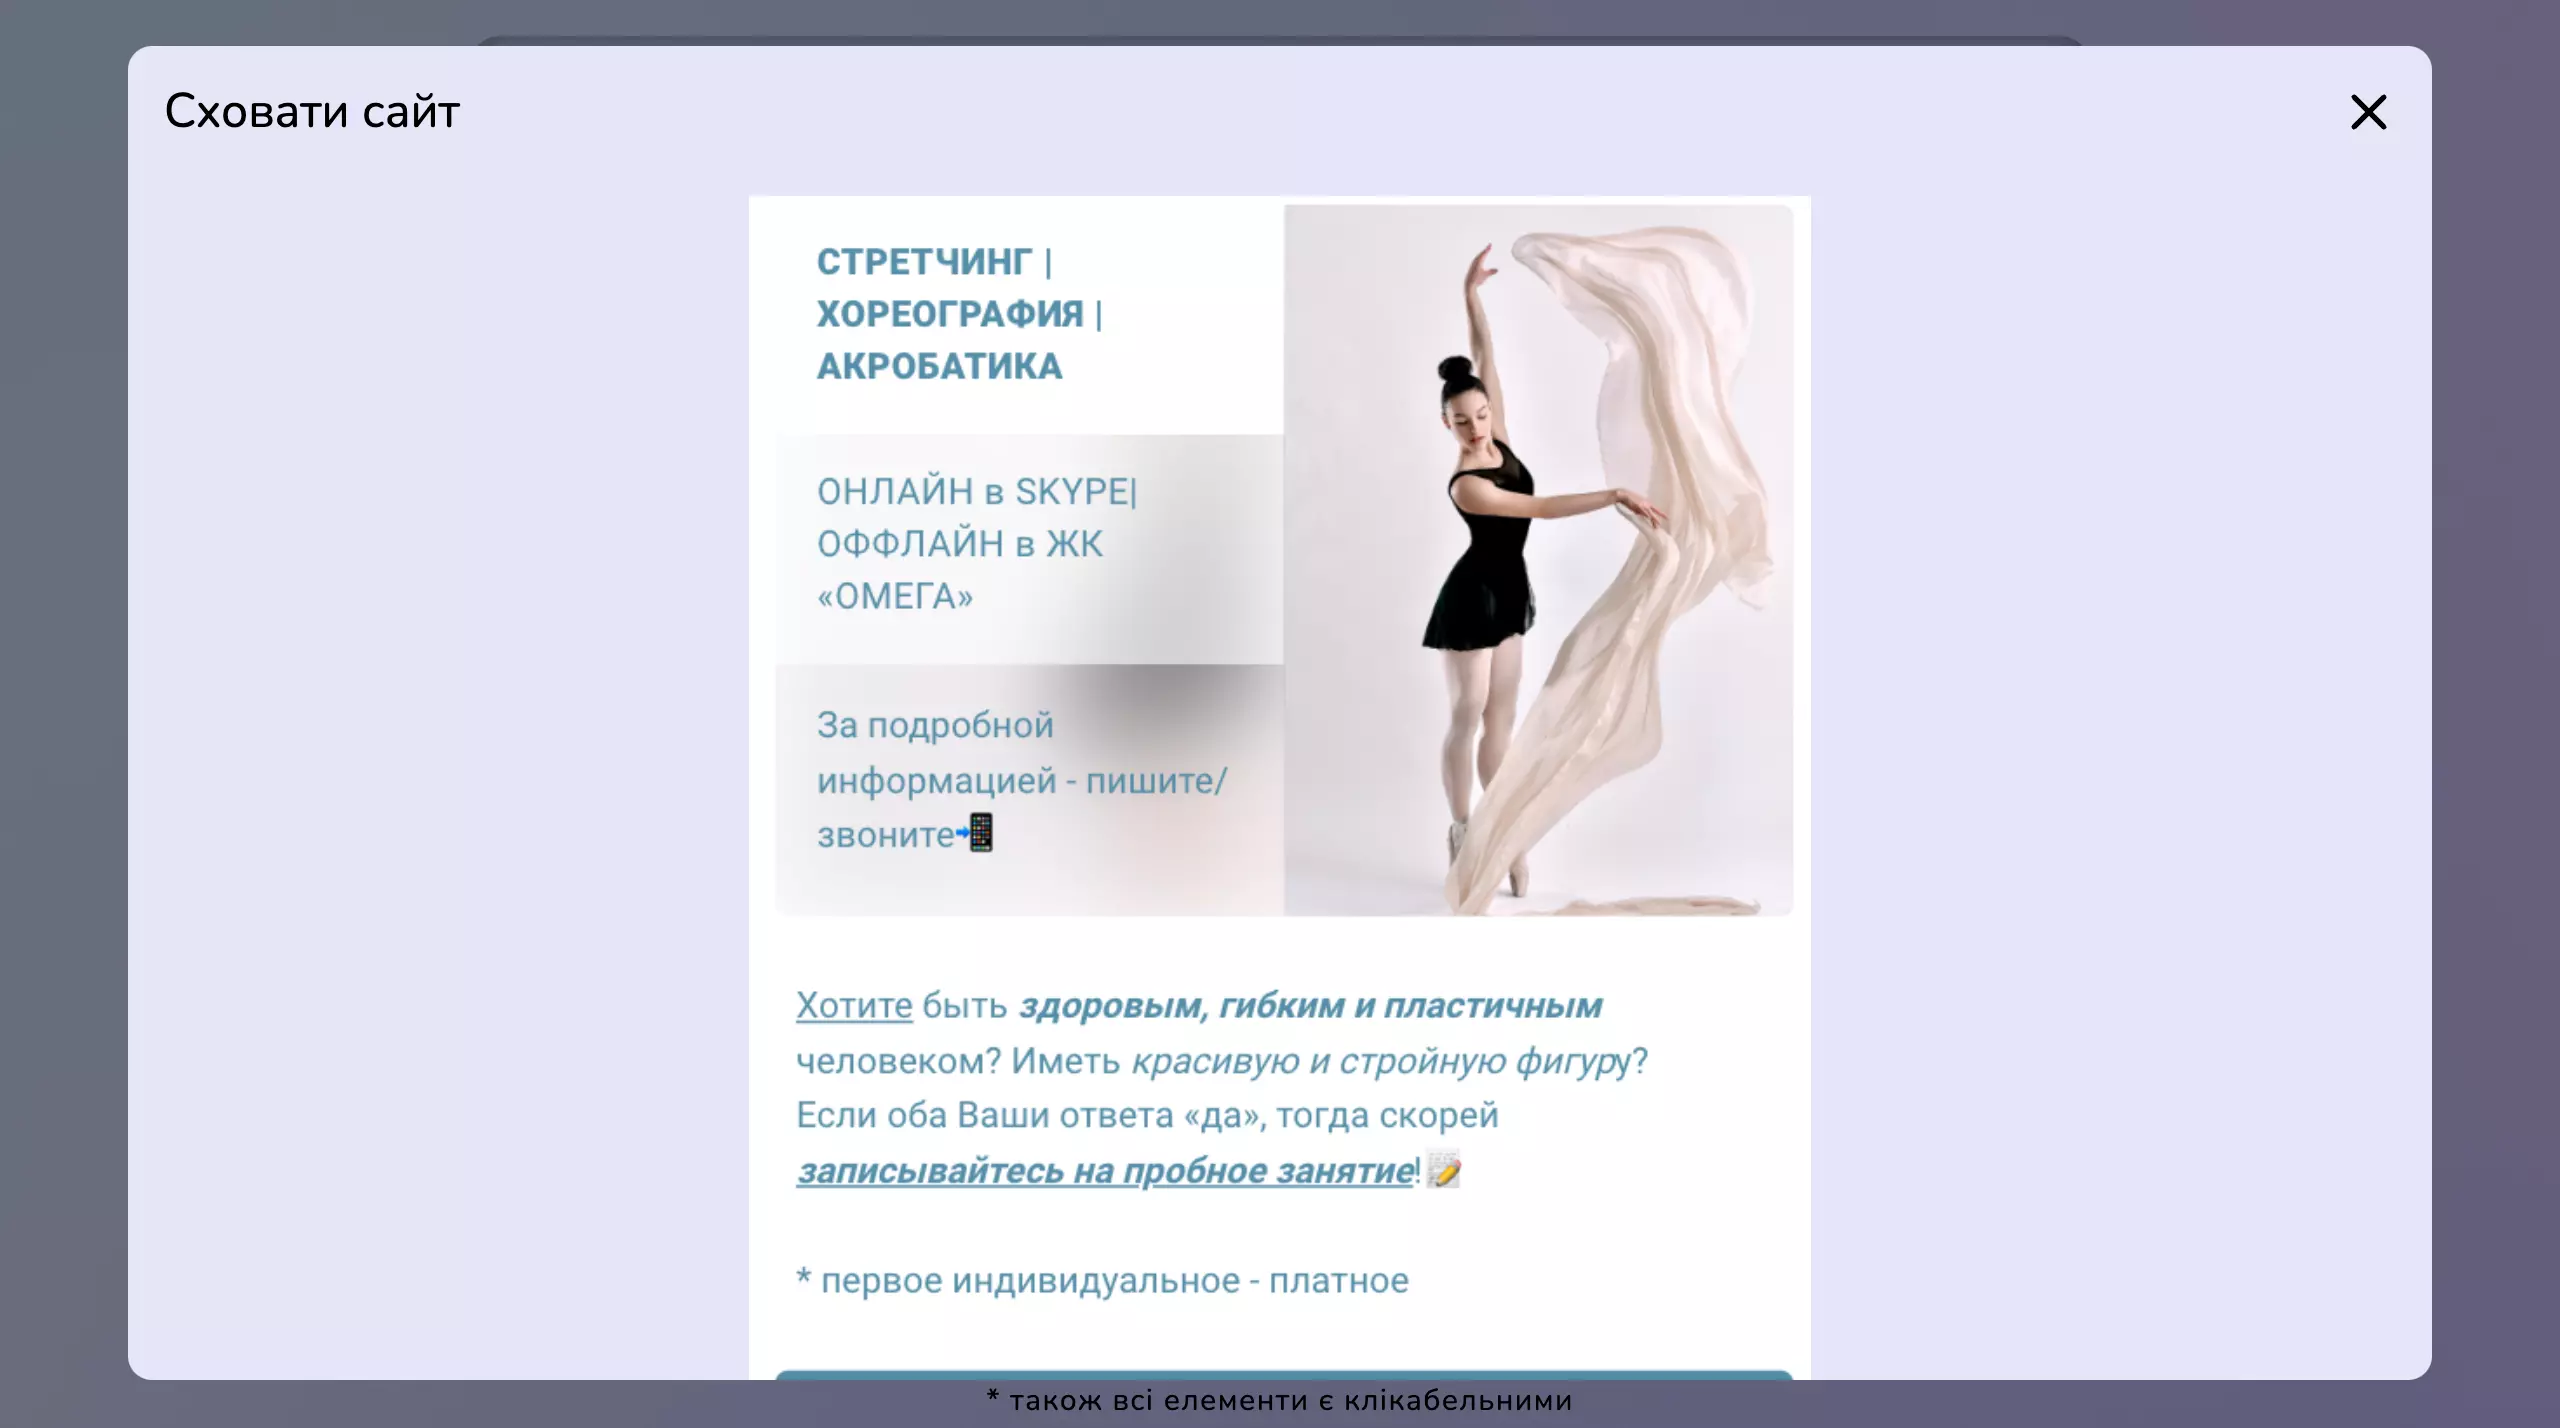 Сховати сайт
СТРЕТЧИНГ |
ХОРЕОГРАФИЯ |
АКРОБАТИКА
ОНЛАЙН в SKYPE|
ОФФЛАЙН в ЖК
«ОМЕГА»
За подробной
информацией - пишите/
звоните📲
Хотите быть здоровым, гибким и пластичным
человеком? Иметь красивую и стройную фигуру?
Если оба Ваши ответа «да», тогда скорей
записывайтесь на пробное занятие!📝
* первое индивидуальное - платное
* також всі елементи є клікабельними